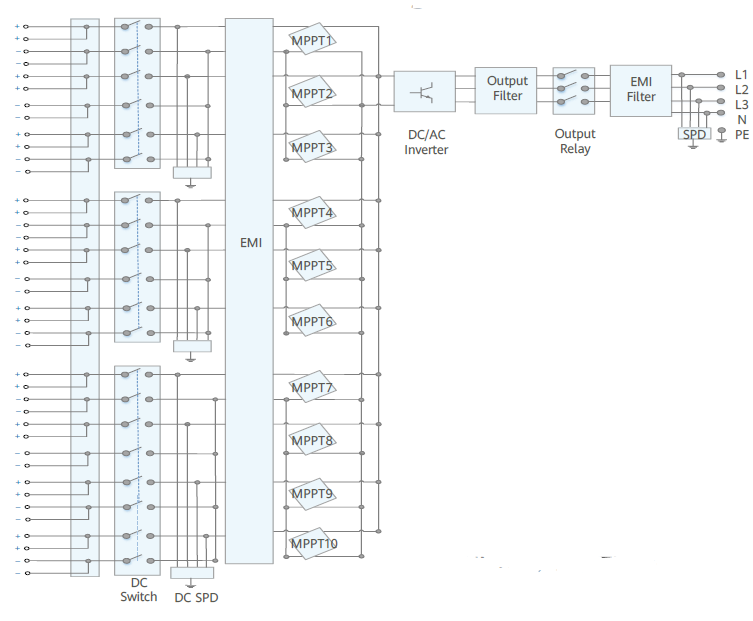 MPPT1
MPPT2
MPPT3
MPPT4
MPPT5
MPPT6
MPPT7
MPPT8
MPPT9
MPPT10
EMI
DC
Switch
DC SPD
DC/AC
Inverter
Output
Filter
Output
Relay
EMI
Filter
SPD
L1
L2
L3
N
PE